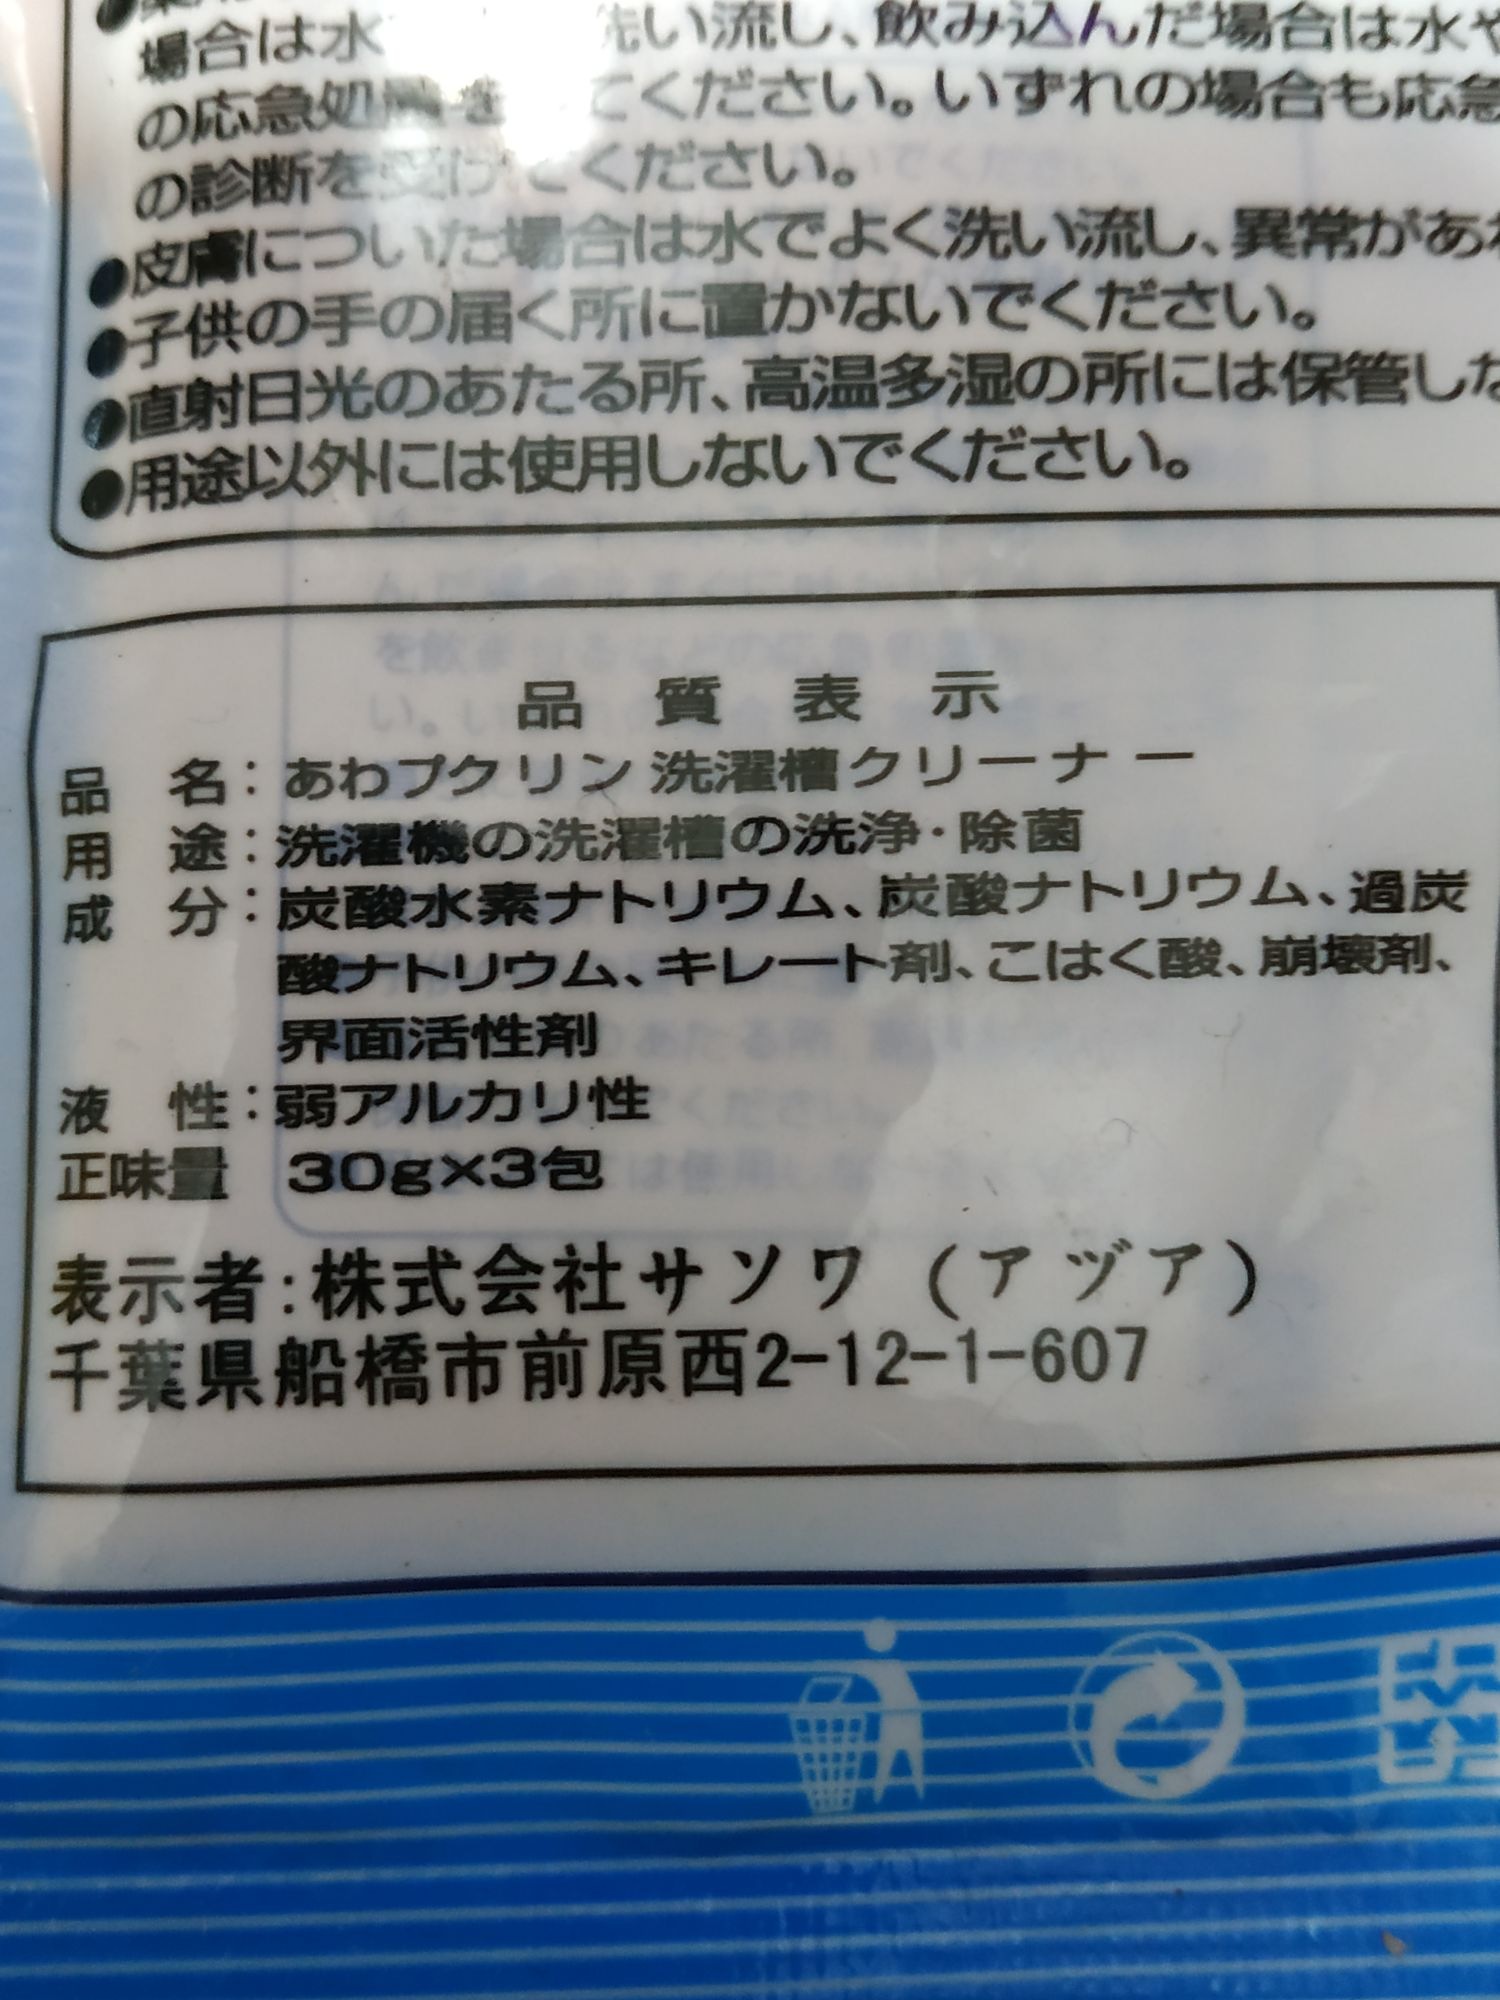 場合は水 洗い流し、飲み込んだ場合は水や
の応急処置を してください。いずれの場合も応急
の診断を受けてください。
●皮膚についた場合は水でよく洗い流し、異常があれ
●子供の手の届く所に置かないでください。
●直射日光のあたる所、高温多湿の所には保管しな
●用途以外には使用しないでください。
品質表示
品 名：あわプクリン 洗濯槽クリーナー
用 途：洗濯機の洗濯槽の洗浄・除菌
成 分：炭酸水素ナトリウム、炭酸ナトリウム、過炭
酸ナトリウム、キレート剤、こはく酸、崩壊剤、
界面活性剤
液 性：弱アルカリ性
正味量 30g×3包
表示者:株式会社サソワ (アヅア)
千葉県船橋市前原西2-12-1-607